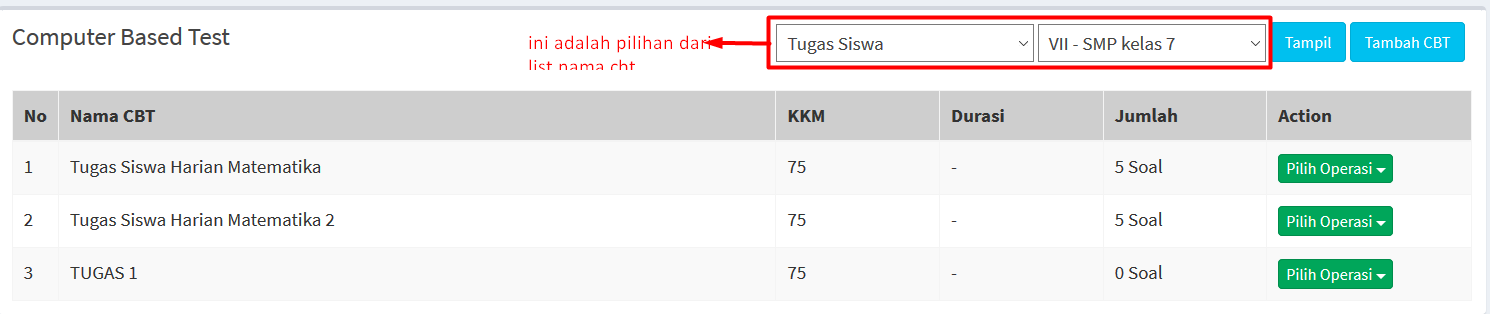 Computer Based Test
ini adalah pilihan dari
list nama cbt
Tugas Siswa
VII - SMP kelas 7
Tampil
Tambah CBT
No Nama CBT KKM Durasi Jumlah Action
1 Tugas Siswa Harian Matematika 75 - 5 Soal Pilih Operasi
2 Tugas Siswa Harian Matematika 2 75 - 5 Soal Pilih Operasi
3 TUGAS 1 75 - 0 Soal Pilih Operasi